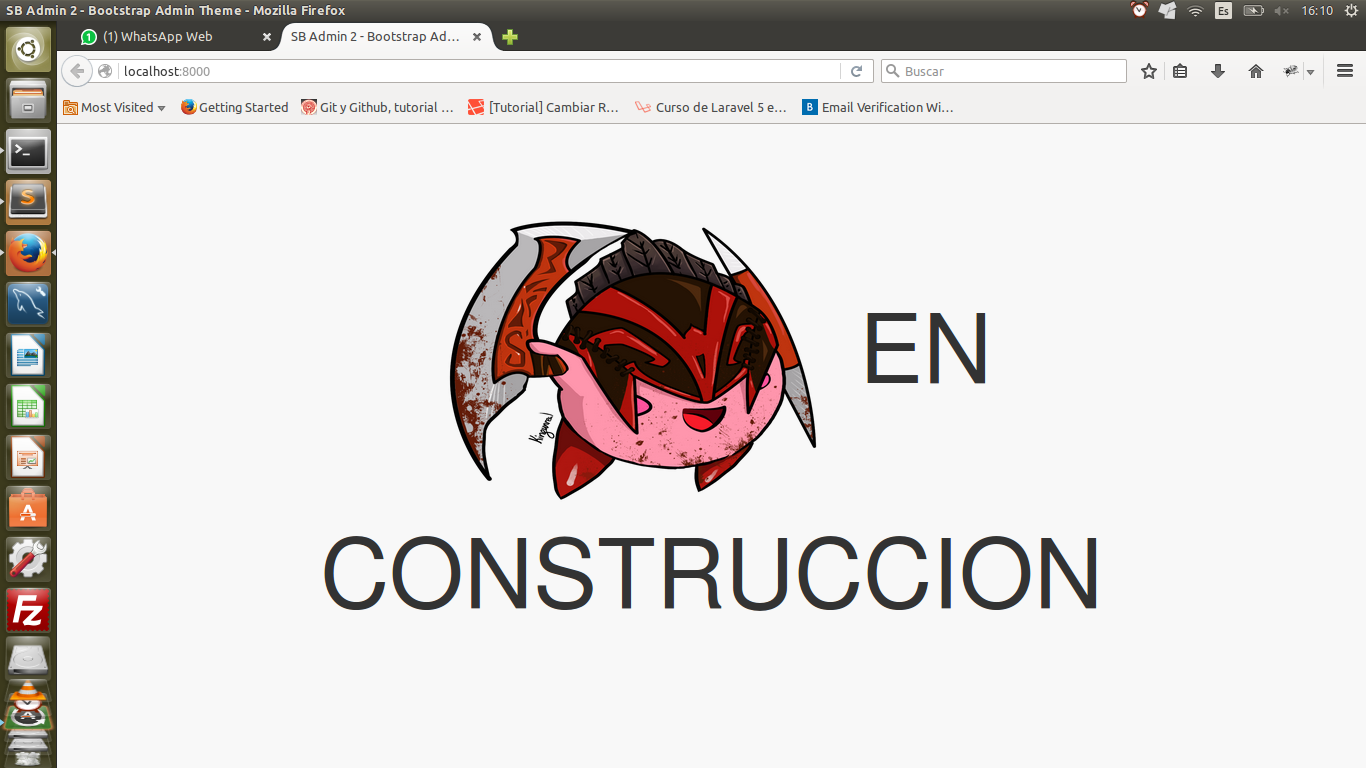 SB Admin 2 - Bootstrap Admin Theme - Mozilla Firefox
Es
16:10
(1) WhatsApp Web
SB Admin 2 - Bootstrap Ad...
localhost:8000
Buscar
Most Visited
Getting Started
Git y Github, tutorial ...
[Tutorial] Cambiar R...
Curso de Laravel 5 e...
B
Email Verification Wi...
EN
CONSTRUCCION